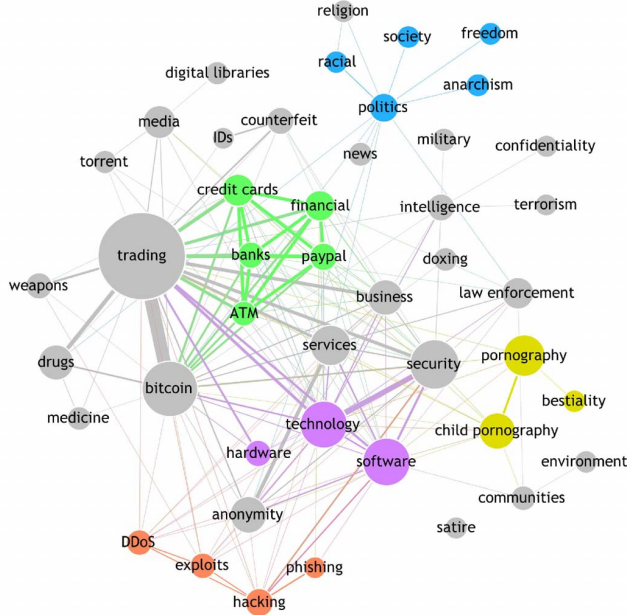 religion
society
freedom
racial
digital libraries
anarchism
politics
media
IDs
counterfeit
military
confidentiality
news
torrent
credit cards
financial
intelligence
terrorism
trading
banks
paypal
doxing
weapons
business
law enforcement
ATM
services
drugs
security
pornography
bitcoin
medicine
technology
bestiality
child pornography
hardware
software
environment
communities
anonymity
satire
DDoS
exploits
phishing
hacking